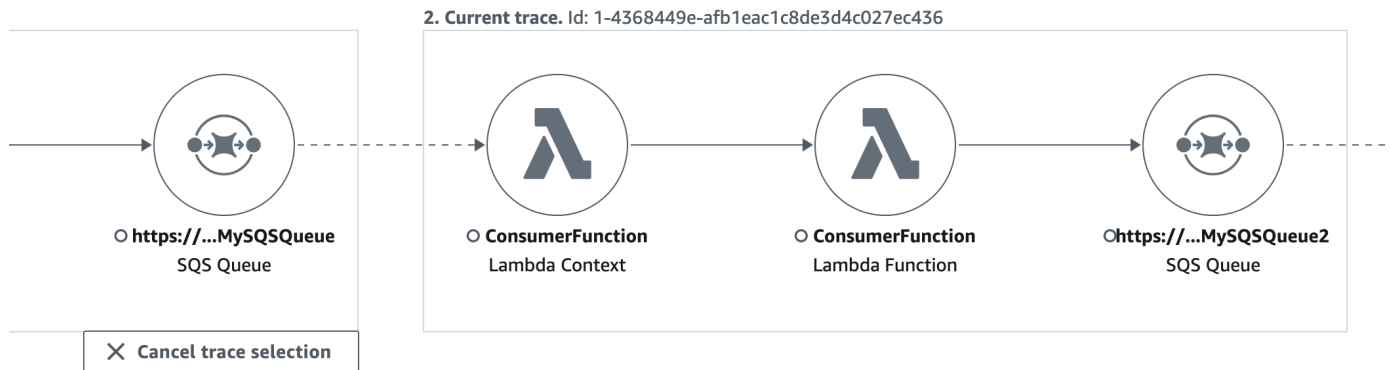 2. Current trace. Id: 1-4368449e-afb1eac1c8de3d4c027ec436
https://...MySQSQueue
SQS Queue
ConsumerFunction
Lambda Context
ConsumerFunction
Lambda Function
https://...MySQSQueue2
SQS Queue
Cancel trace selection